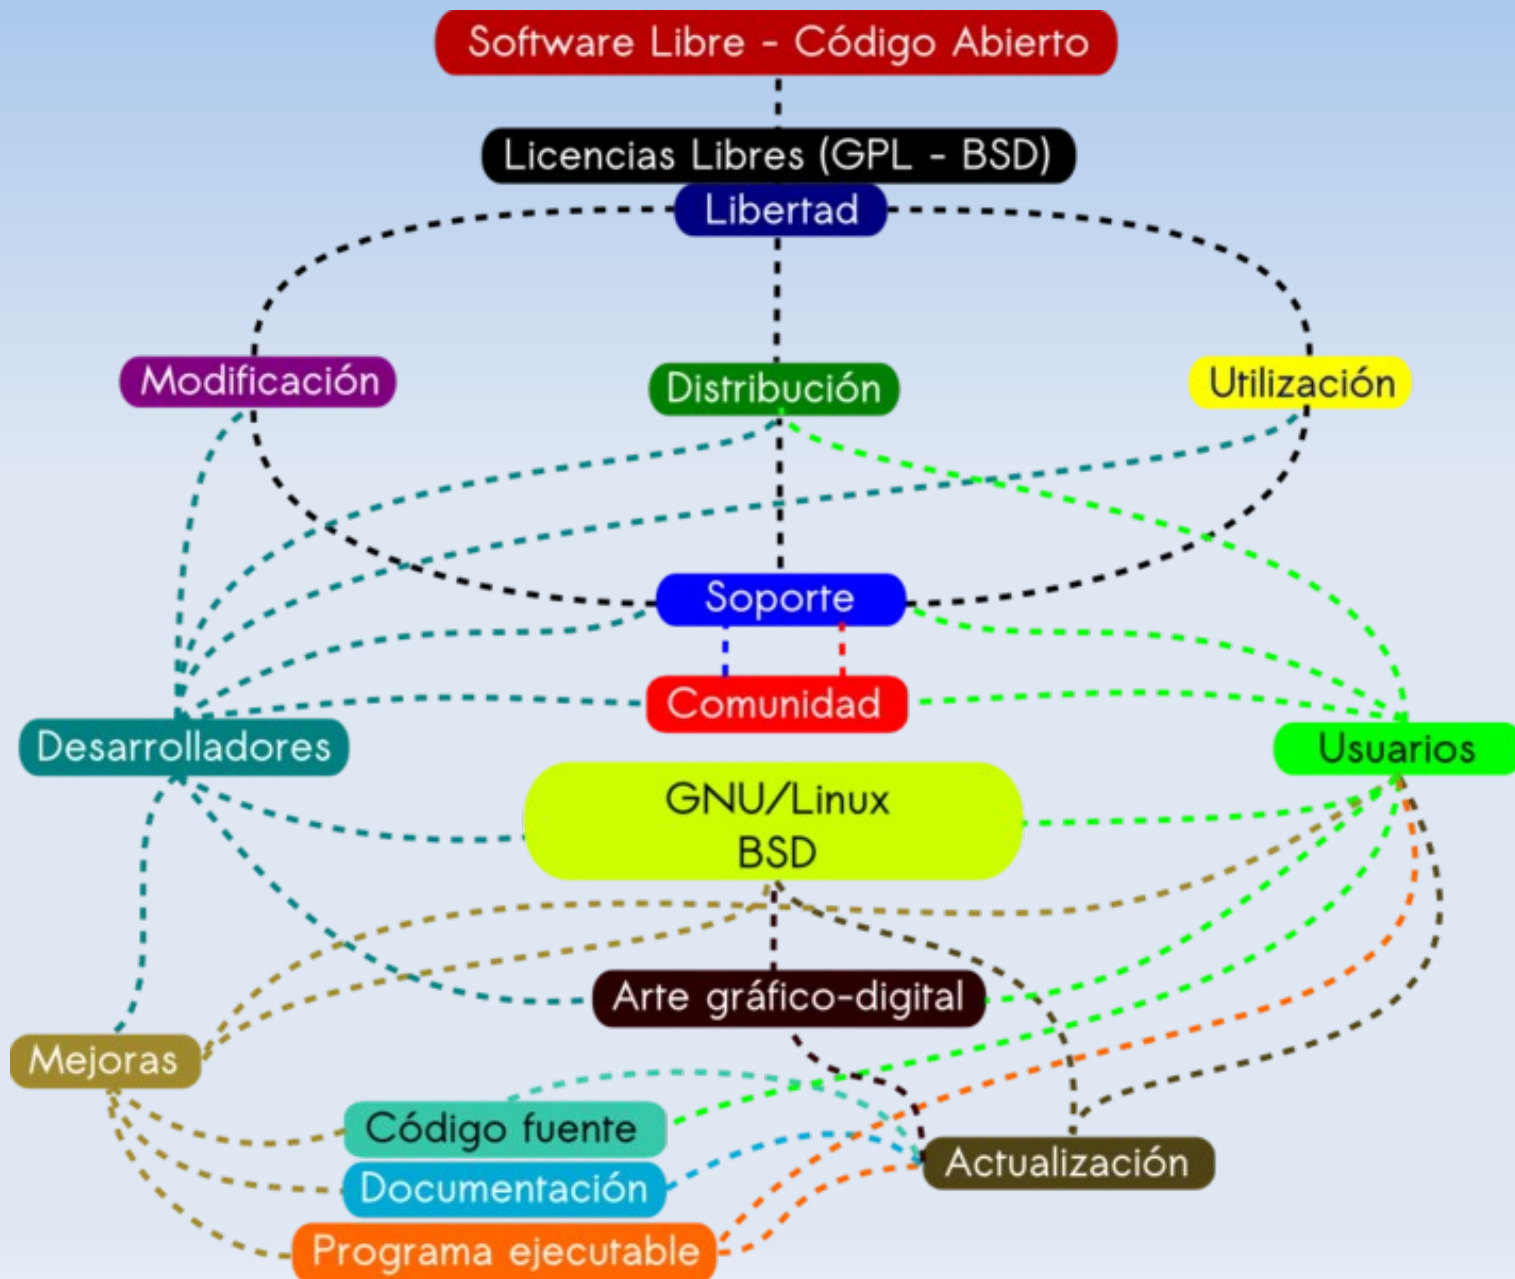 Software Libre - Código Abierto
Licencias Libres (GPL - BSD)
Libertad
Modificación
Distribución
Utilización
Soporte
Comunidad
Desarrolladores
Usuarios
GNU/Linux
BSD
Arte gráfico-digital
Mejoras
Código fuente
Actualización
Documentación
Programa ejecutable